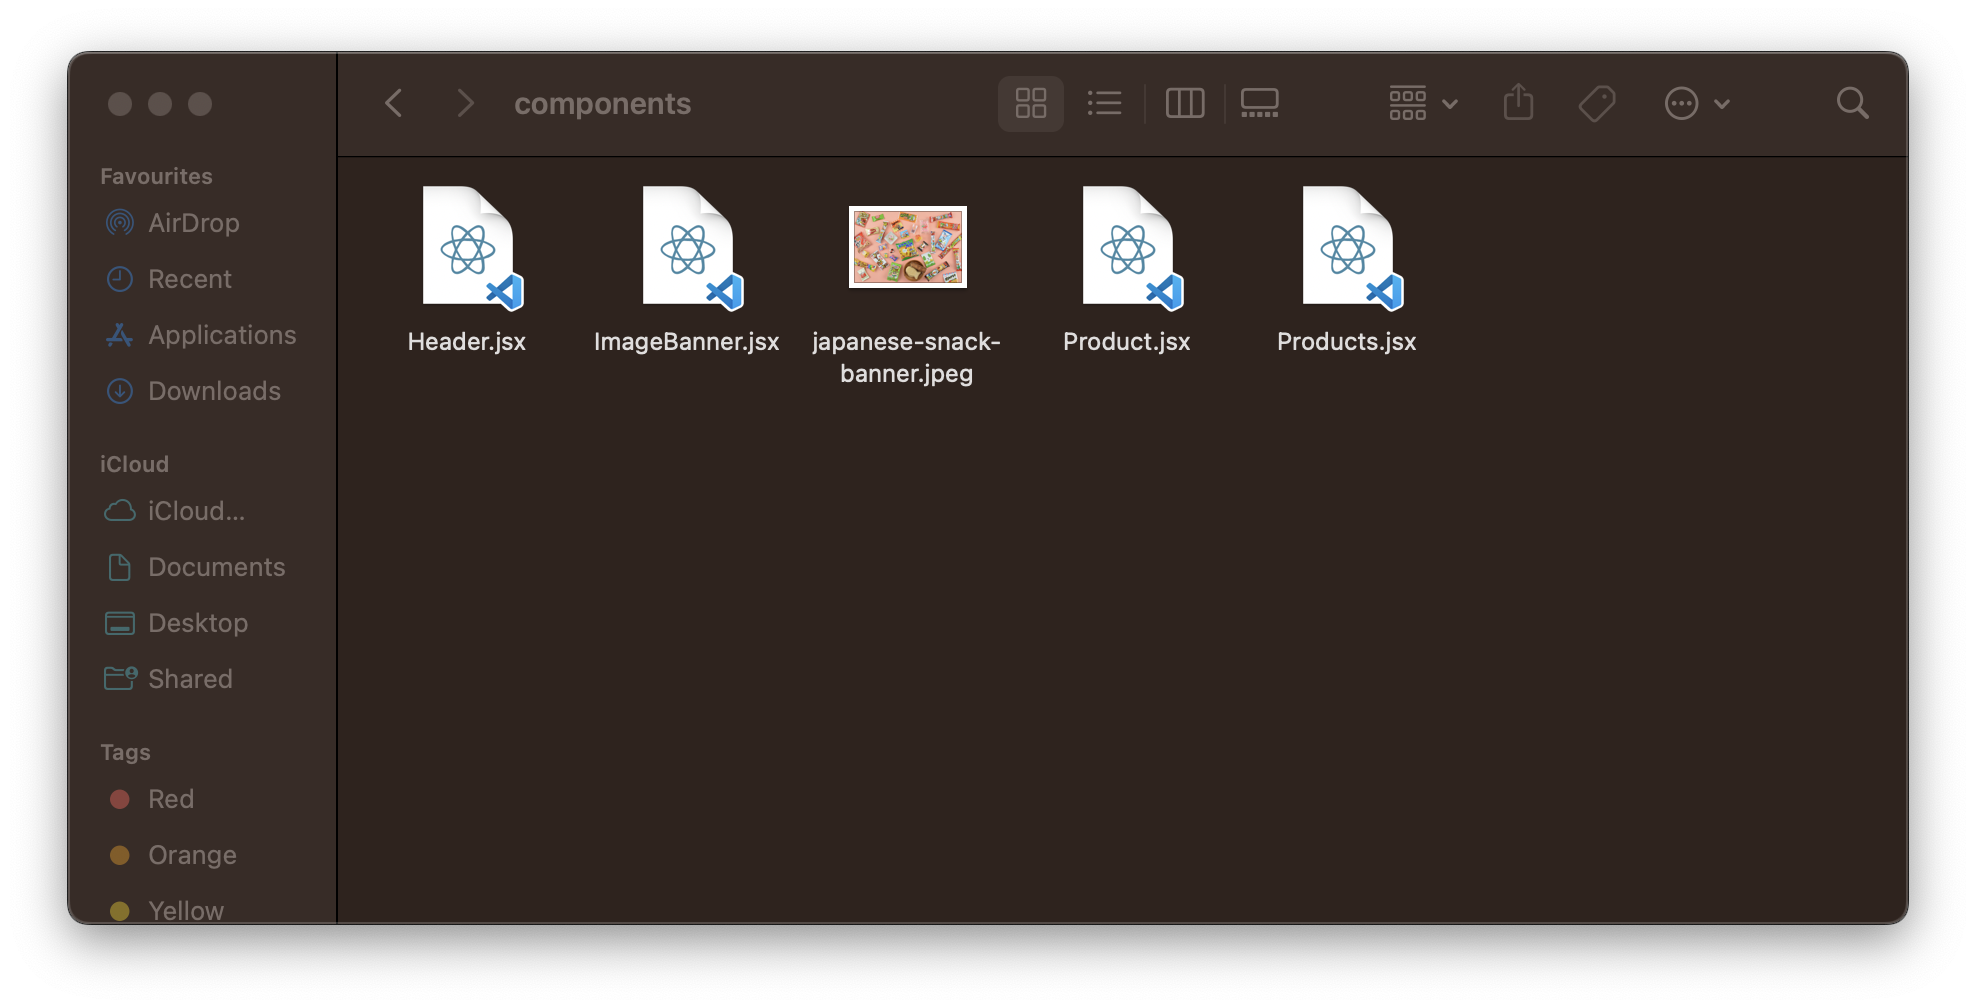 components
Favourites
AirDrop
Recent
Applications
Downloads
iCloud
iCloud...
Documents
Desktop
Shared
Tags
Red
Orange
Yellow
Header.jsx
ImageBanner.jsx
japanese-snack-
banner.jpeg
Product.jsx
Products.jsx